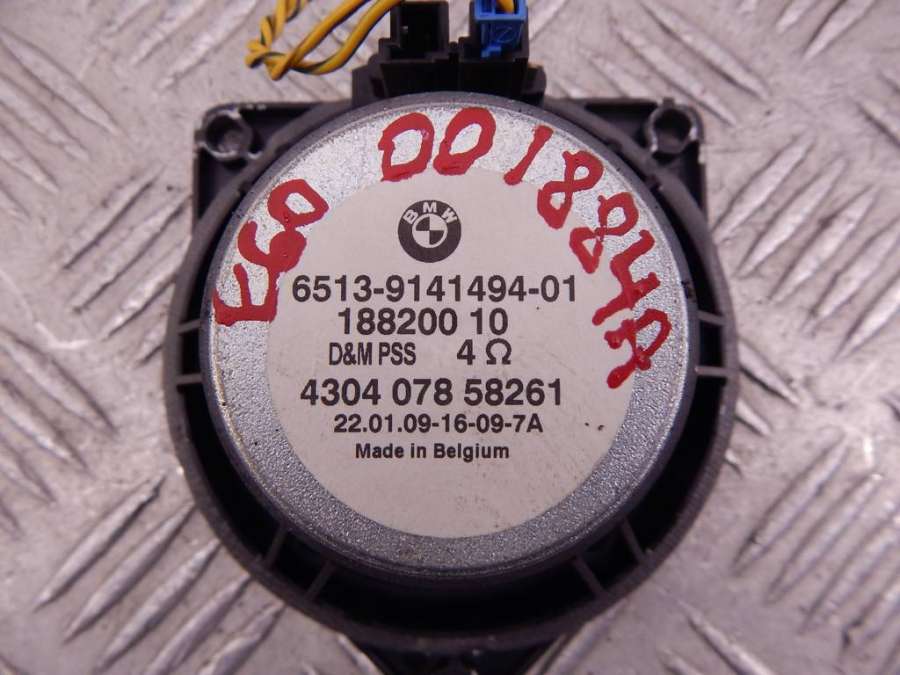 E60 001884A
BMW
6513-9141494-01
188200 10
D&M PSS 4 Ω
4304 078 58261
22.01.09-16-09-7A
Made in Belgium